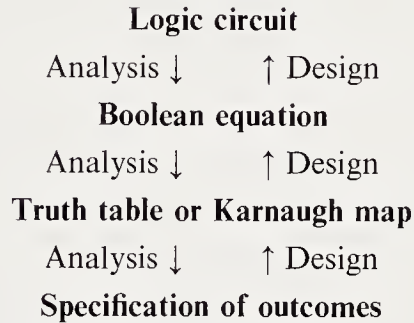 Logic circuit
Analysis ↓ ↑ Design
Boolean equation
Analysis ↓ ↑ Design
Truth table or Karnaugh map
Analysis ↓ ↑ Design
Specification of outcomes